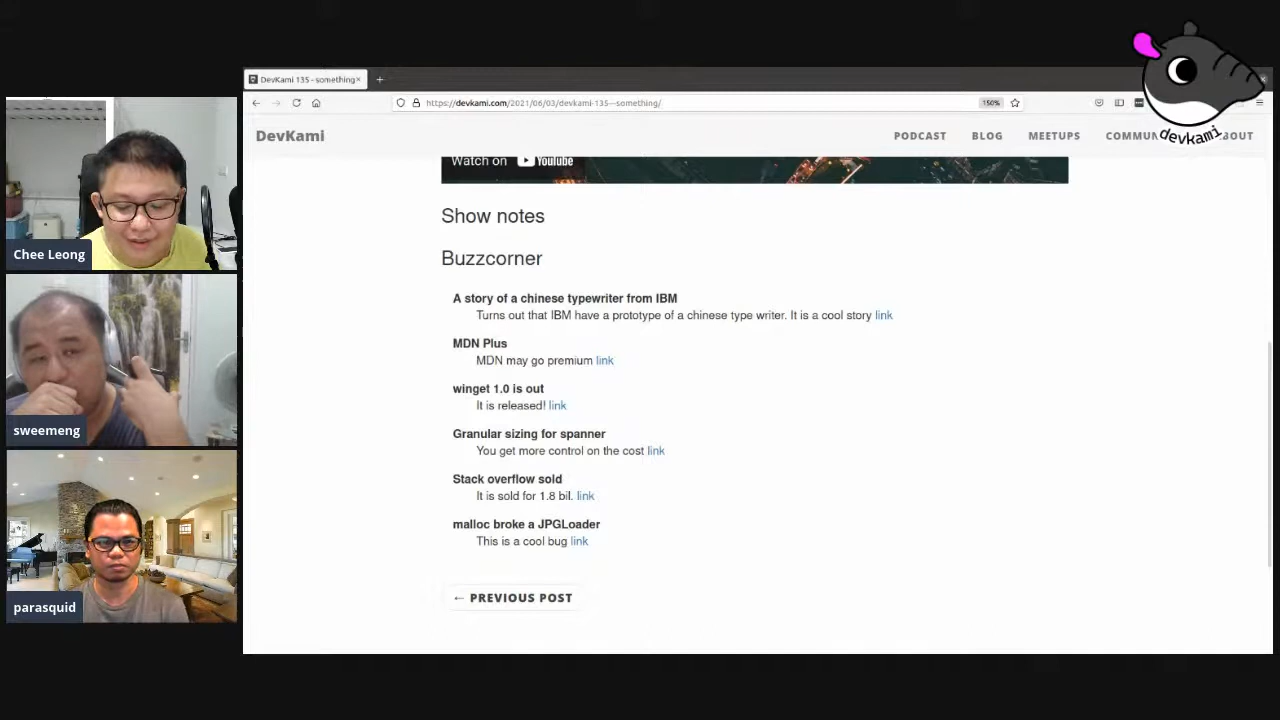 devkami
DevKami 135 - something
https://devkami.com/2021/06/03/devkami-135--something/
150%
DevKami
PODCAST
BLOG
MEETUPS
COMMUN
BOUT
Watch on YouTube
Show notes
Buzzcorner
A story of a chinese typewriter from IBM
Turns out that IBM have a prototype of a chinese type writer. It is a cool story link
MDN Plus
MDN may go premium link
winget 1.0 is out
It is released! link
Granular sizing for spanner
You get more control on the cost link
Stack overflow sold
It is sold for 1.8 bil. link
malloc broke a JPGLoader
This is a cool bug link
← PREVIOUS POST
Chee Leong
sweemeng
parasquid